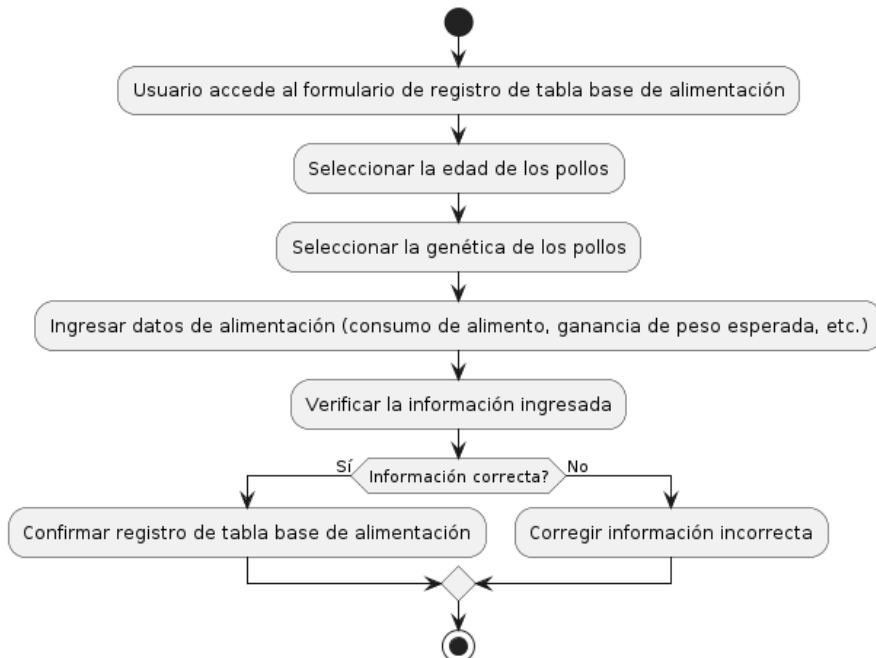 Usuario accede al formulario de registro de tabla base de alimentación
Seleccionar la edad de los pollos
Seleccionar la genética de los pollos
Ingresar datos de alimentación (consumo de alimento, ganancia de peso esperada, etc.)
Verificar la información ingresada
Sí
Información correcta?
No
Confirmar registro de tabla base de alimentación
Corregir información incorrecta